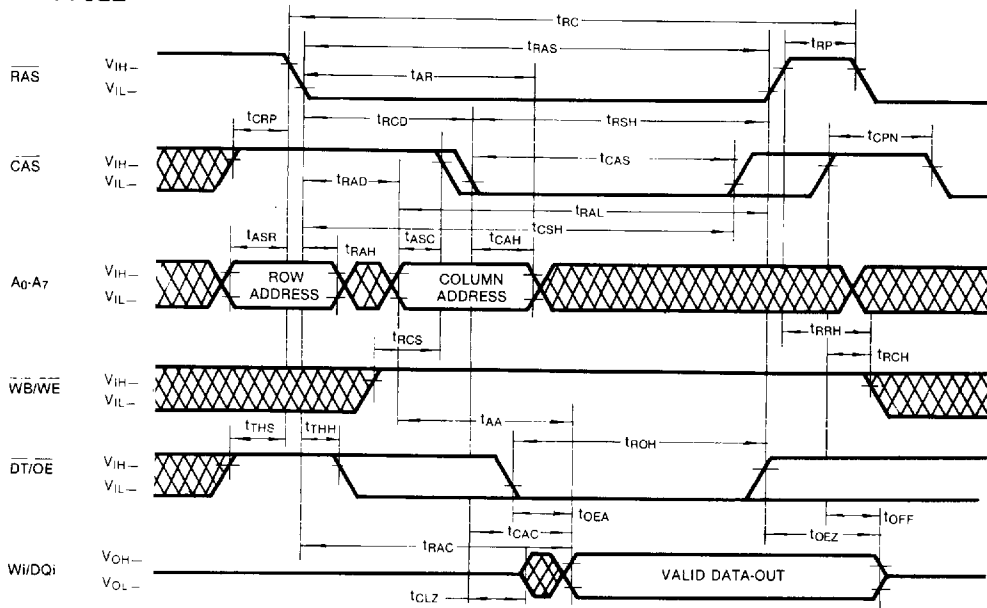 tRC
tRAS
tRP
tAR
RAS
VIH
VIL
tRCD
tRSH
tCRP
tCPN
CAS
VIH
VIL
tCAS
tRAD
tRAL
tCSH
tASR
tRAH
tASC
tCAH
A0-A7
VIH
VIL
ROW
ADDRESS
COLUMN
ADDRESS
tRRH
tRCS
tRCH
WB/WE
VIH
VIL
tAA
tTHS
tTHH
tROH
DT/OE
VIH
VIL
tOEA
tOFF
tCAC
tOEZ
tRAC
Wi/DQi
VOH
VOL
VALID DATA-OUT
tCLZ